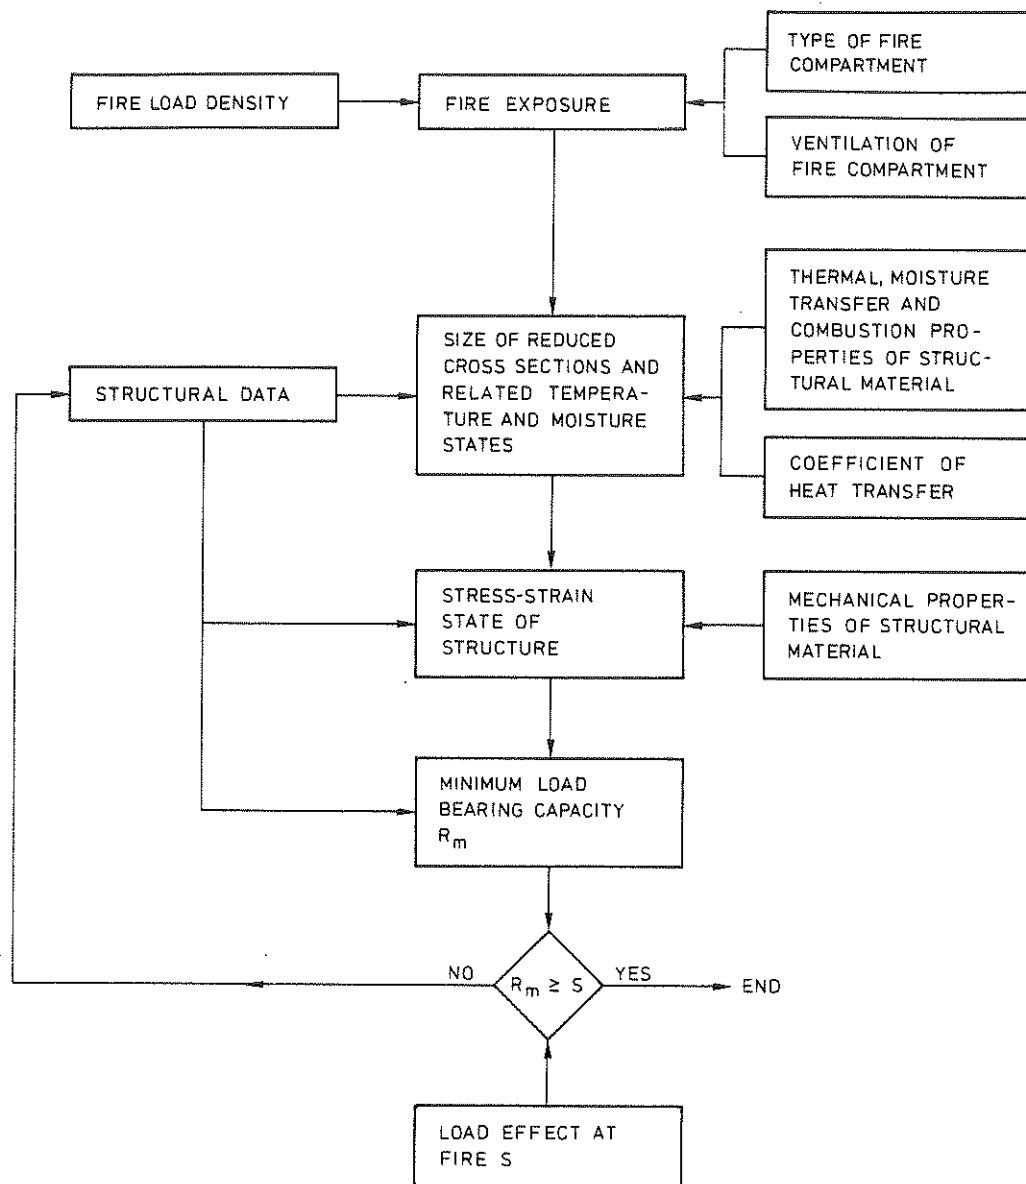 TYPE OF FIRE
COMPARTMENT
FIRE LOAD DENSITY
FIRE EXPOSURE
VENTILATION OF
FIRE COMPARTMENT
THERMAL, MOISTURE
TRANSFER AND
COMBUSTION PRO-
PERTIES OF STRUC-
TURAL MATERIAL
SIZE OF REDUCED
CROSS SECTIONS AND
RELATED TEMPERA-
TURE AND MOISTURE
STATES
STRUCTURAL DATA
COEFFICIENT OF
HEAT TRANSFER
STRESS-STRAIN
STATE OF
STRUCTURE
MECHANICAL PROPER-
TIES OF STRUCTURAL
MATERIAL
MINIMUM LOAD
BEARING CAPACITY
Rm
NO
Rm ≥ S
YES
END
LOAD EFFECT AT
FIRE S